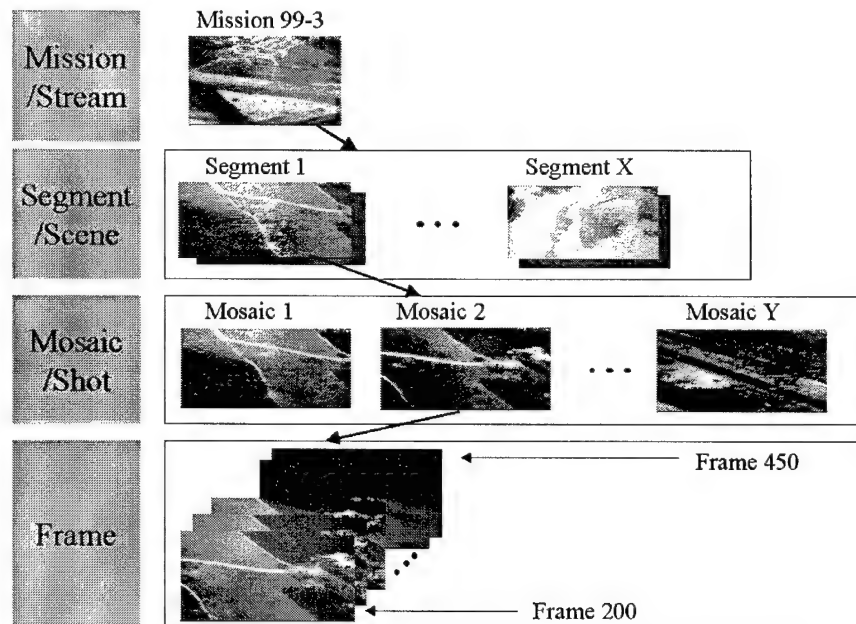 Mission 99-3
Mission
/Stream
Segment 1
Segment X
Segment
/Scene
Mosaic 1
Mosaic 2
Mosaic Y
Mosaic
/Shot
Frame 450
Frame
Frame 200